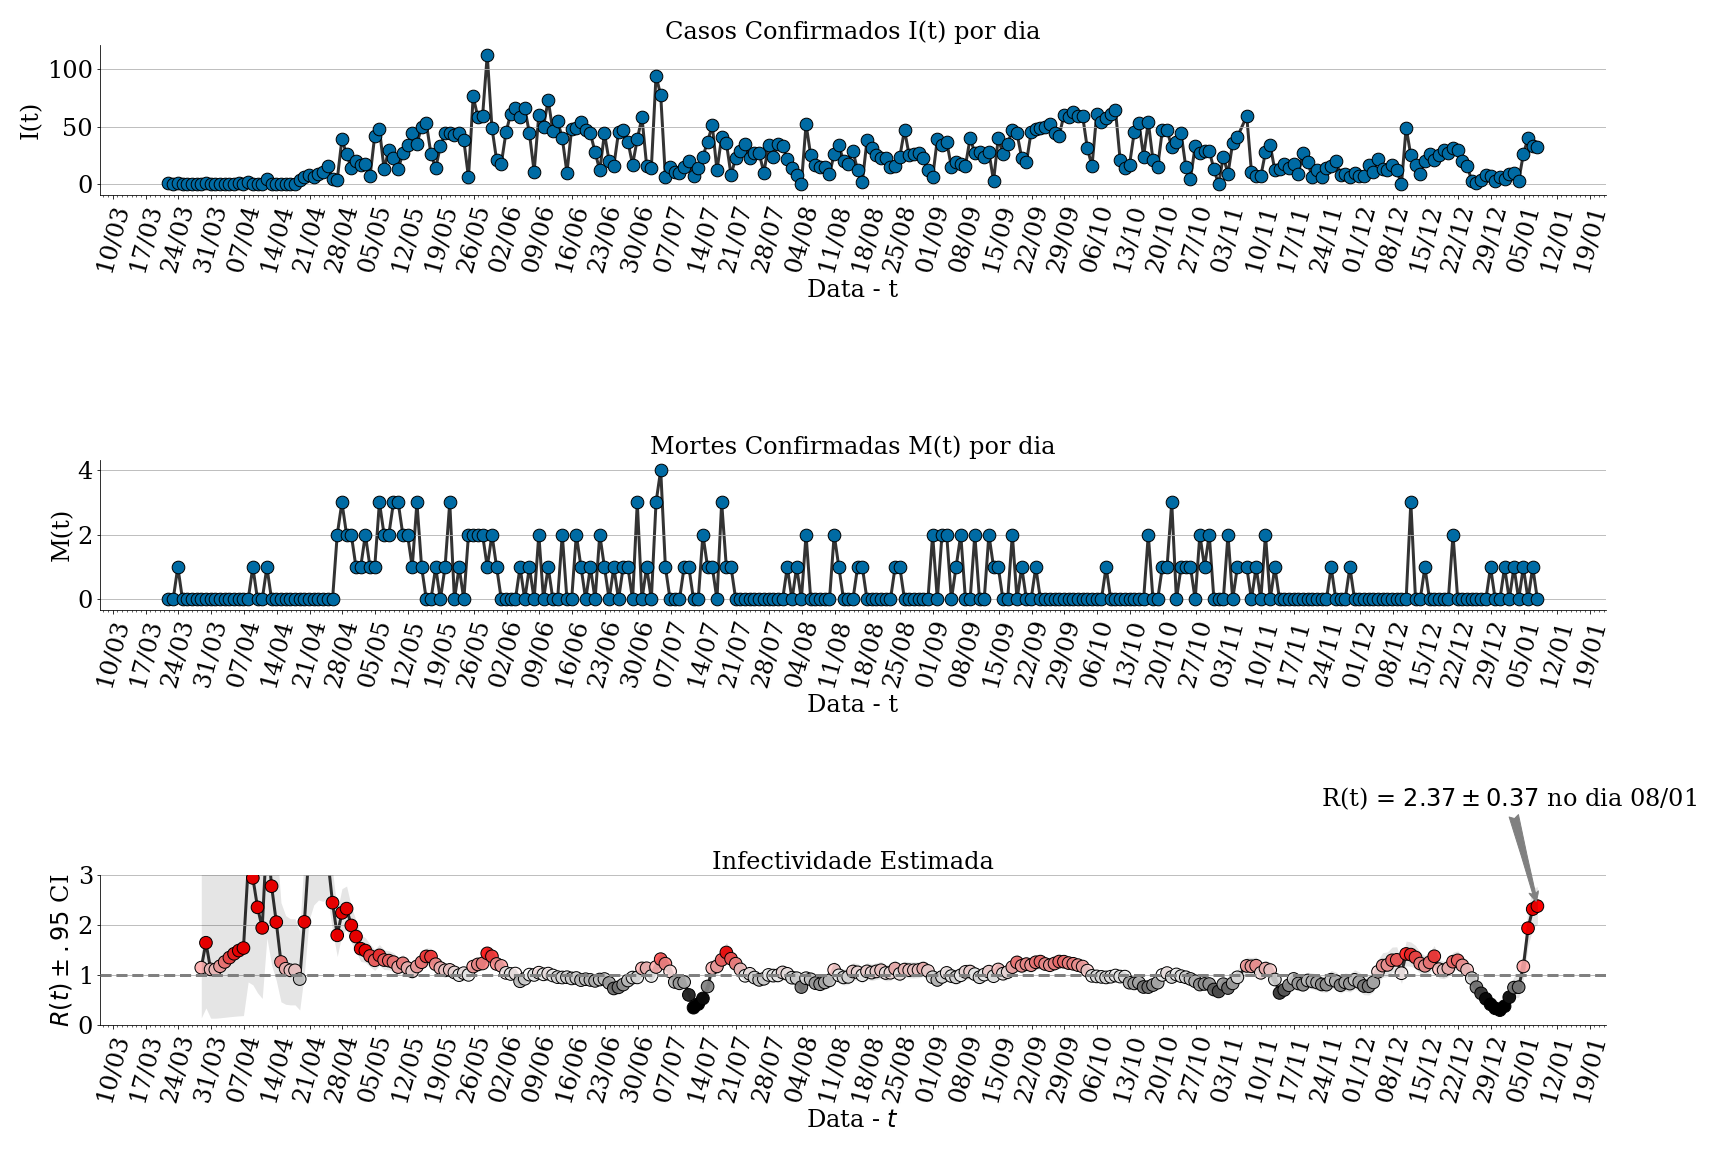 Casos Confirmados I(t) por dia
I(t)
100
50
0
10/03 17/03 24/03 31/03 07/04 14/04 21/04 28/04 05/05 12/05 19/05 26/05 02/06 09/06 16/06 23/06 30/06 07/07 14/07 21/07 28/07 04/08 11/08 18/08 25/08 01/09 08/09 15/09 22/09 29/09 06/10 13/10 20/10 27/10 03/11 10/11 17/11 24/11 01/12 08/12 15/12 22/12 29/12 05/01 12/01 19/01
Data - t
Mortes Confirmadas M(t) por dia
M(t)
4
2
0
10/03 17/03 24/03 31/03 07/04 14/04 21/04 28/04 05/05 12/05 19/05 26/05 02/06 09/06 16/06 23/06 30/06 07/07 14/07 21/07 28/07 04/08 11/08 18/08 25/08 01/09 08/09 15/09 22/09 29/09 06/10 13/10 20/10 27/10 03/11 10/11 17/11 24/11 01/12 08/12 15/12 22/12 29/12 05/01 12/01 19/01
Data - t
R(t) = 2.37 ± 0.37 no dia 08/01
Infectividade Estimada
R(t) ± .95 CI
3
2
1
0
10/03 17/03 24/03 31/03 07/04 14/04 21/04 28/04 05/05 12/05 19/05 26/05 02/06 09/06 16/06 23/06 30/06 07/07 14/07 21/07 28/07 04/08 11/08 18/08 25/08 01/09 08/09 15/09 22/09 29/09 06/10 13/10 20/10 27/10 03/11 10/11 17/11 24/11 01/12 08/12 15/12 22/12 29/12 05/01 12/01 19/01
Data - t